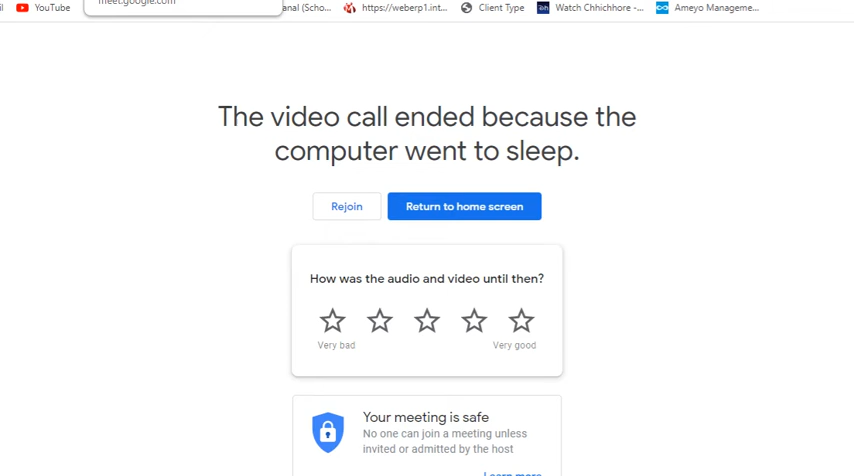 YouTube
meet.google.com
anal (Scho...
https://weberp1.int...
Client Type
Watch Chhichhore -...
Ameyo Manageme...
The video call ended because the
computer went to sleep.
Rejoin
Return to home screen
How was the audio and video until then?
Very bad
Very good
Your meeting is safe
No one can join a meeting unless
invited or admitted by the host
Learn more